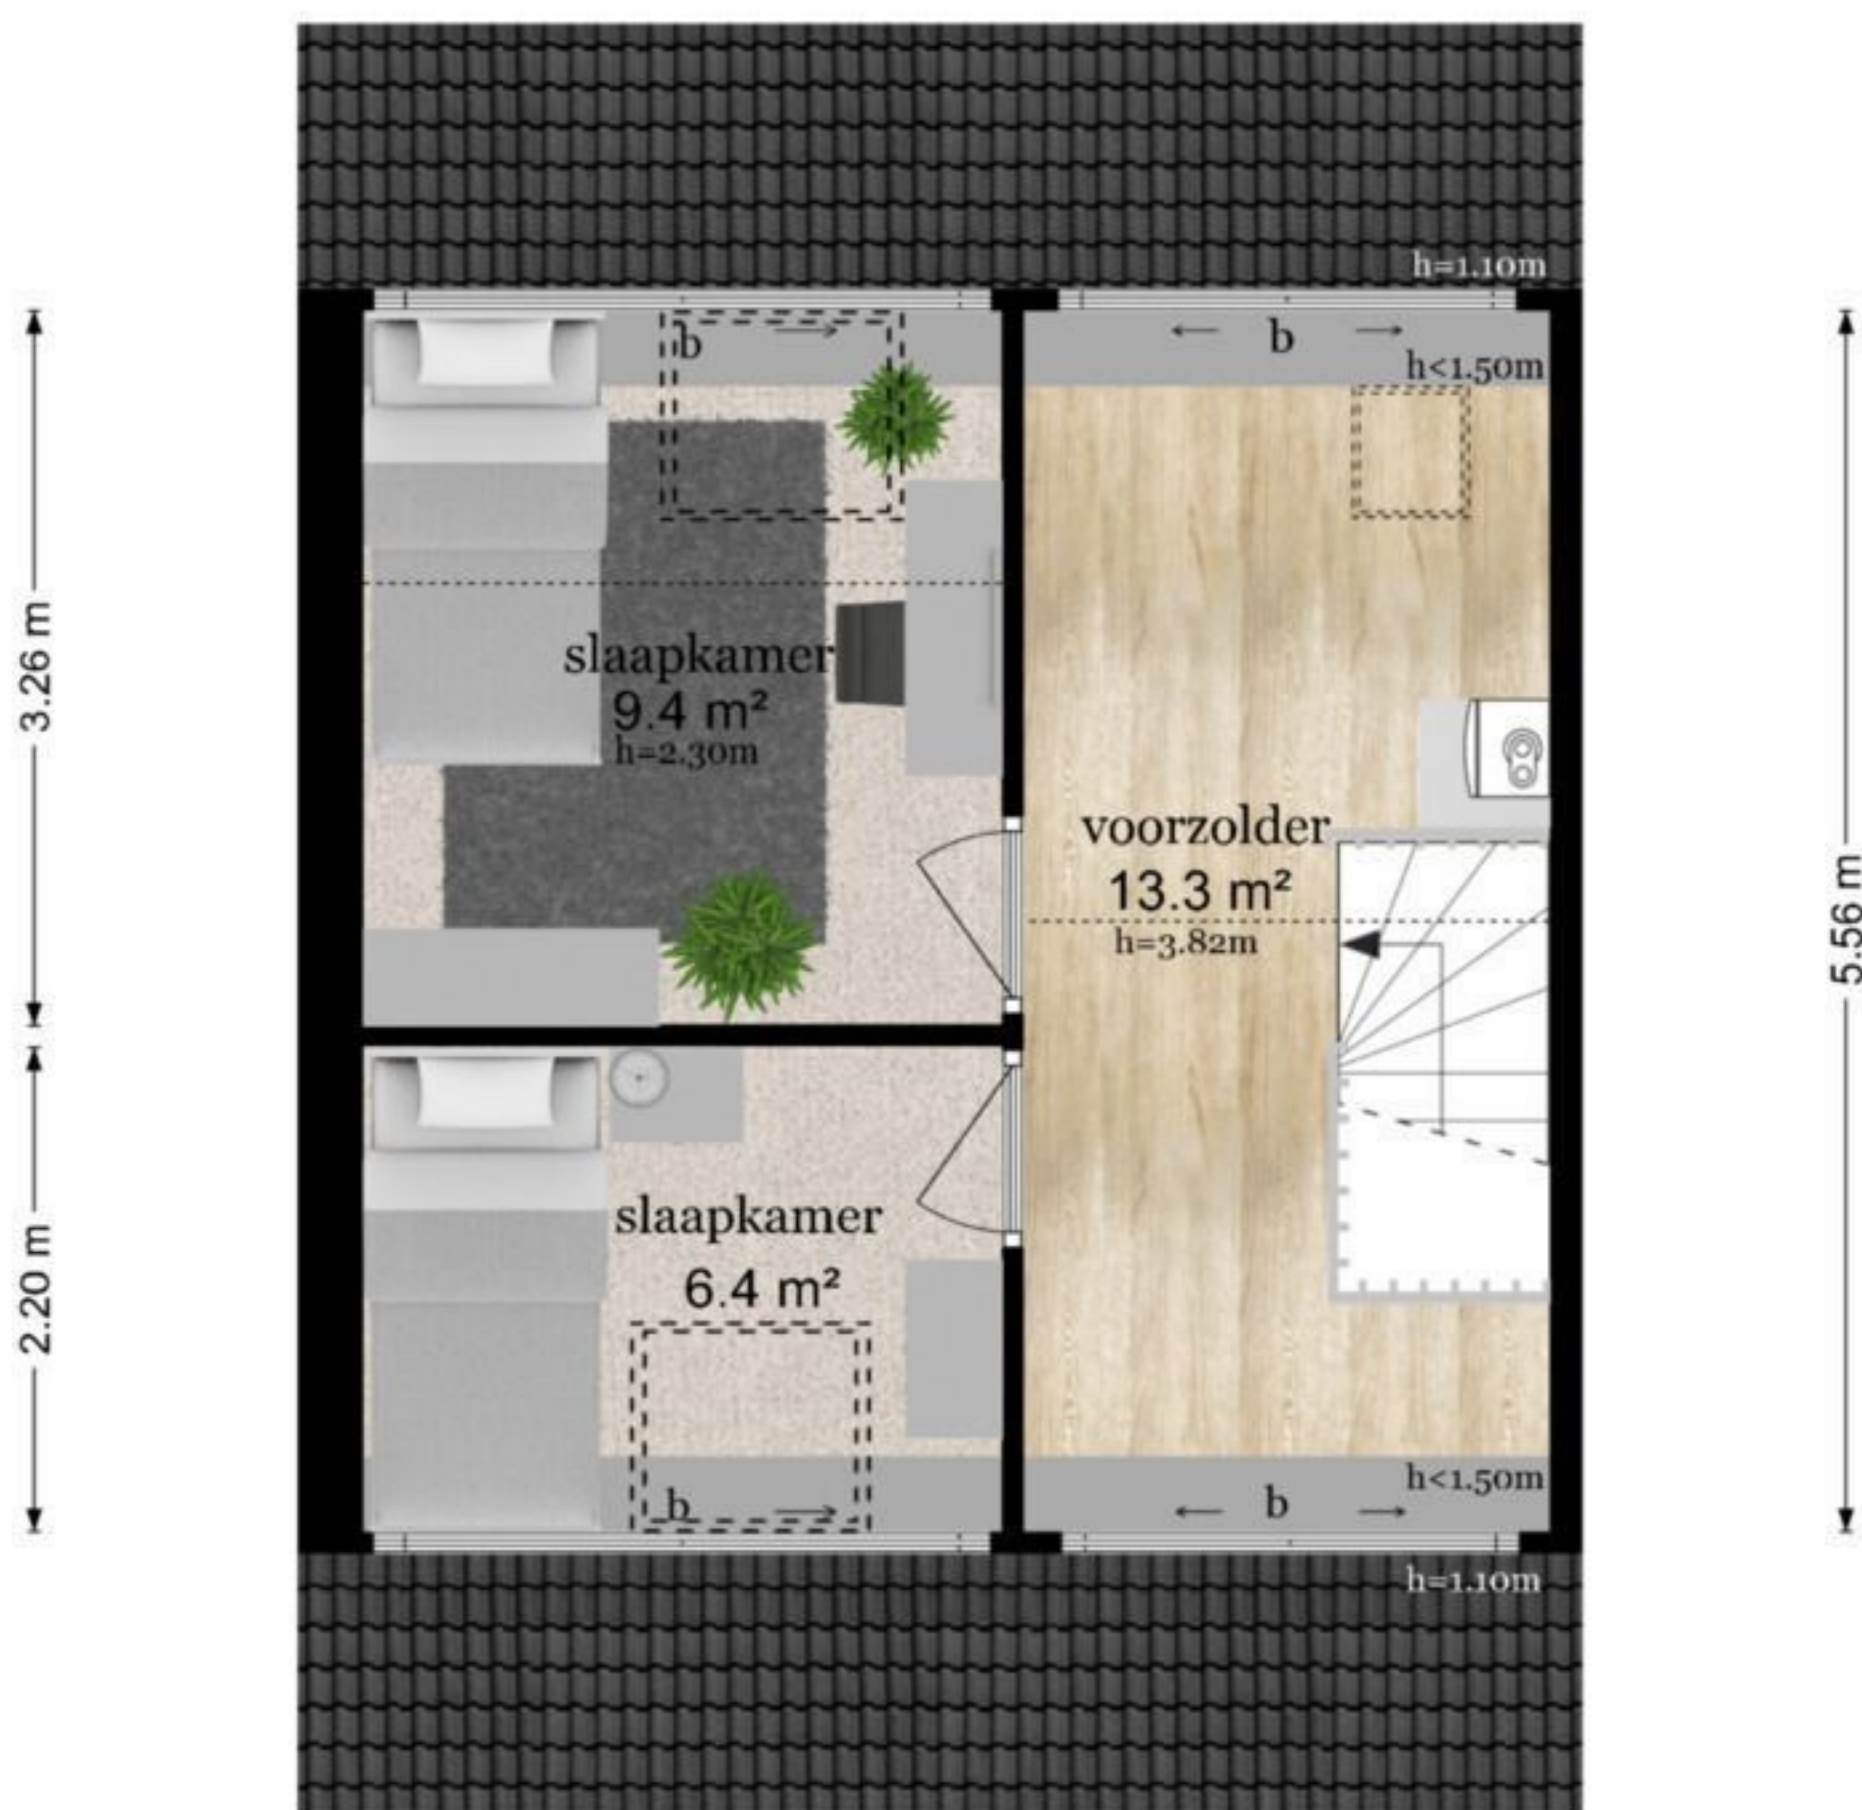 h=1.10m
b
b
h<1.50m
3.26 m
slaapkamer
9.4 m²
h=2.30m
voorzolder
13.3 m²
h=3.82m
5.56 m
2.20 m
slaapkamer
6.4 m²
b
b
h<1.50m
h=1.10m